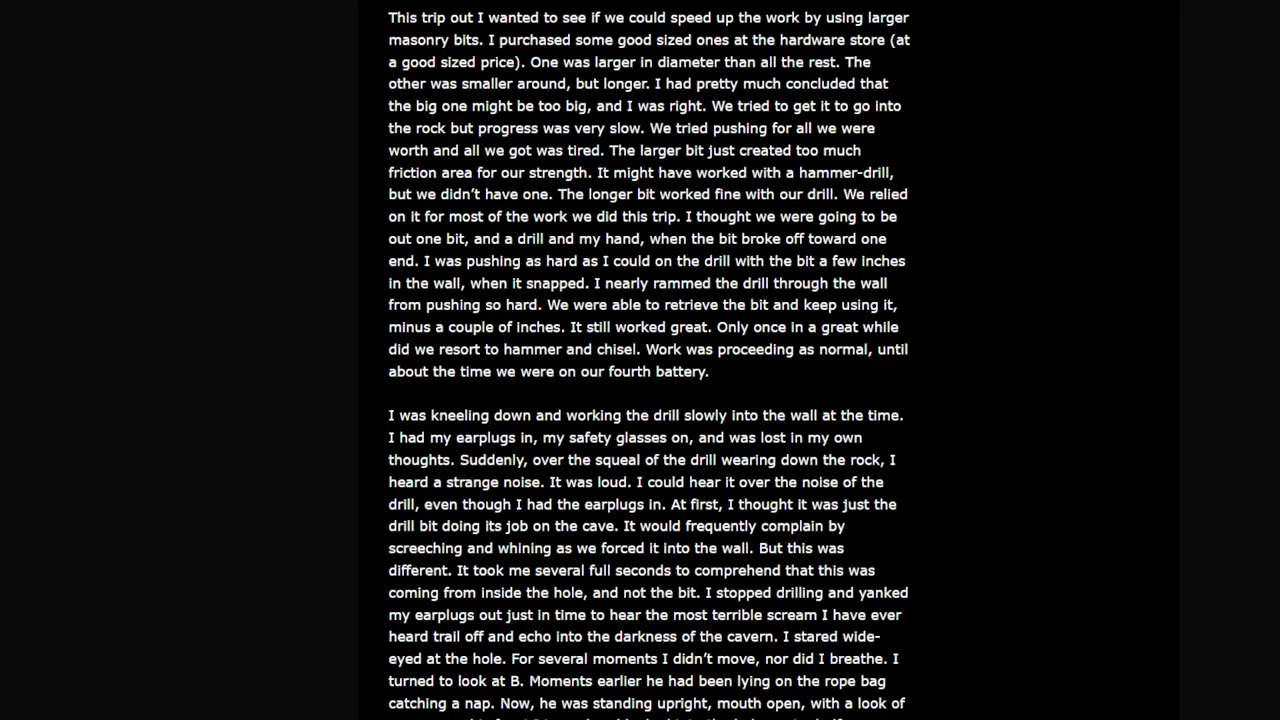 This trip out I wanted to see if we could speed up the work by using larger
masonry bits. I purchased some good sized ones at the hardware store (at
a good sized price). One was larger in diameter than all the rest. The
other was smaller around, but longer. I had pretty much concluded that
the big one might be too big, and I was right. We tried to get it to go into
the rock but progress was very slow. We tried pushing for all we were
worth and all we got was tired. The larger bit just created too much
friction area for our strength. It might have worked with a hammer-drill,
but we didn’t have one. The longer bit worked fine with our drill. We relied
on it for most of the work we did this trip. I thought we were going to be
out one bit, and a drill and my hand, when the bit broke off toward one
end. I was pushing as hard as I could on the drill with the bit a few inches
in the wall, when it snapped. I nearly rammed the drill through the wall
from pushing so hard. We were able to retrieve the bit and keep using it,
minus a couple of inches. It still worked great. Only once in a great while
did we resort to hammer and chisel. Work was proceeding as normal, until
about the time we were on our fourth battery.
I was kneeling down and working the drill slowly into the wall at the time.
I had my earplugs in, my safety glasses on, and was lost in my own
thoughts. Suddenly, over the squeal of the drill wearing down the rock, I
heard a strange noise. It was loud. I could hear it over the noise of the
drill, even though I had the earplugs in. At first, I thought it was just the
drill bit doing its job on the cave. It would frequently complain by
screeching and whining as we forced it into the wall. But this was
different. It took me several full seconds to comprehend that this was
coming from inside the hole, and not the bit. I stopped drilling and yanked
my earplugs out just in time to hear the most terrible scream I have ever
heard trail off and echo into the darkness of the cavern. I stared wide-
eyed at the hole. For several moments I didn’t move, nor did I breathe. I
turned to look at B. Moments earlier he had been lying on the rope bag
catching a nap. Now, he was standing upright, mouth open, with a look of